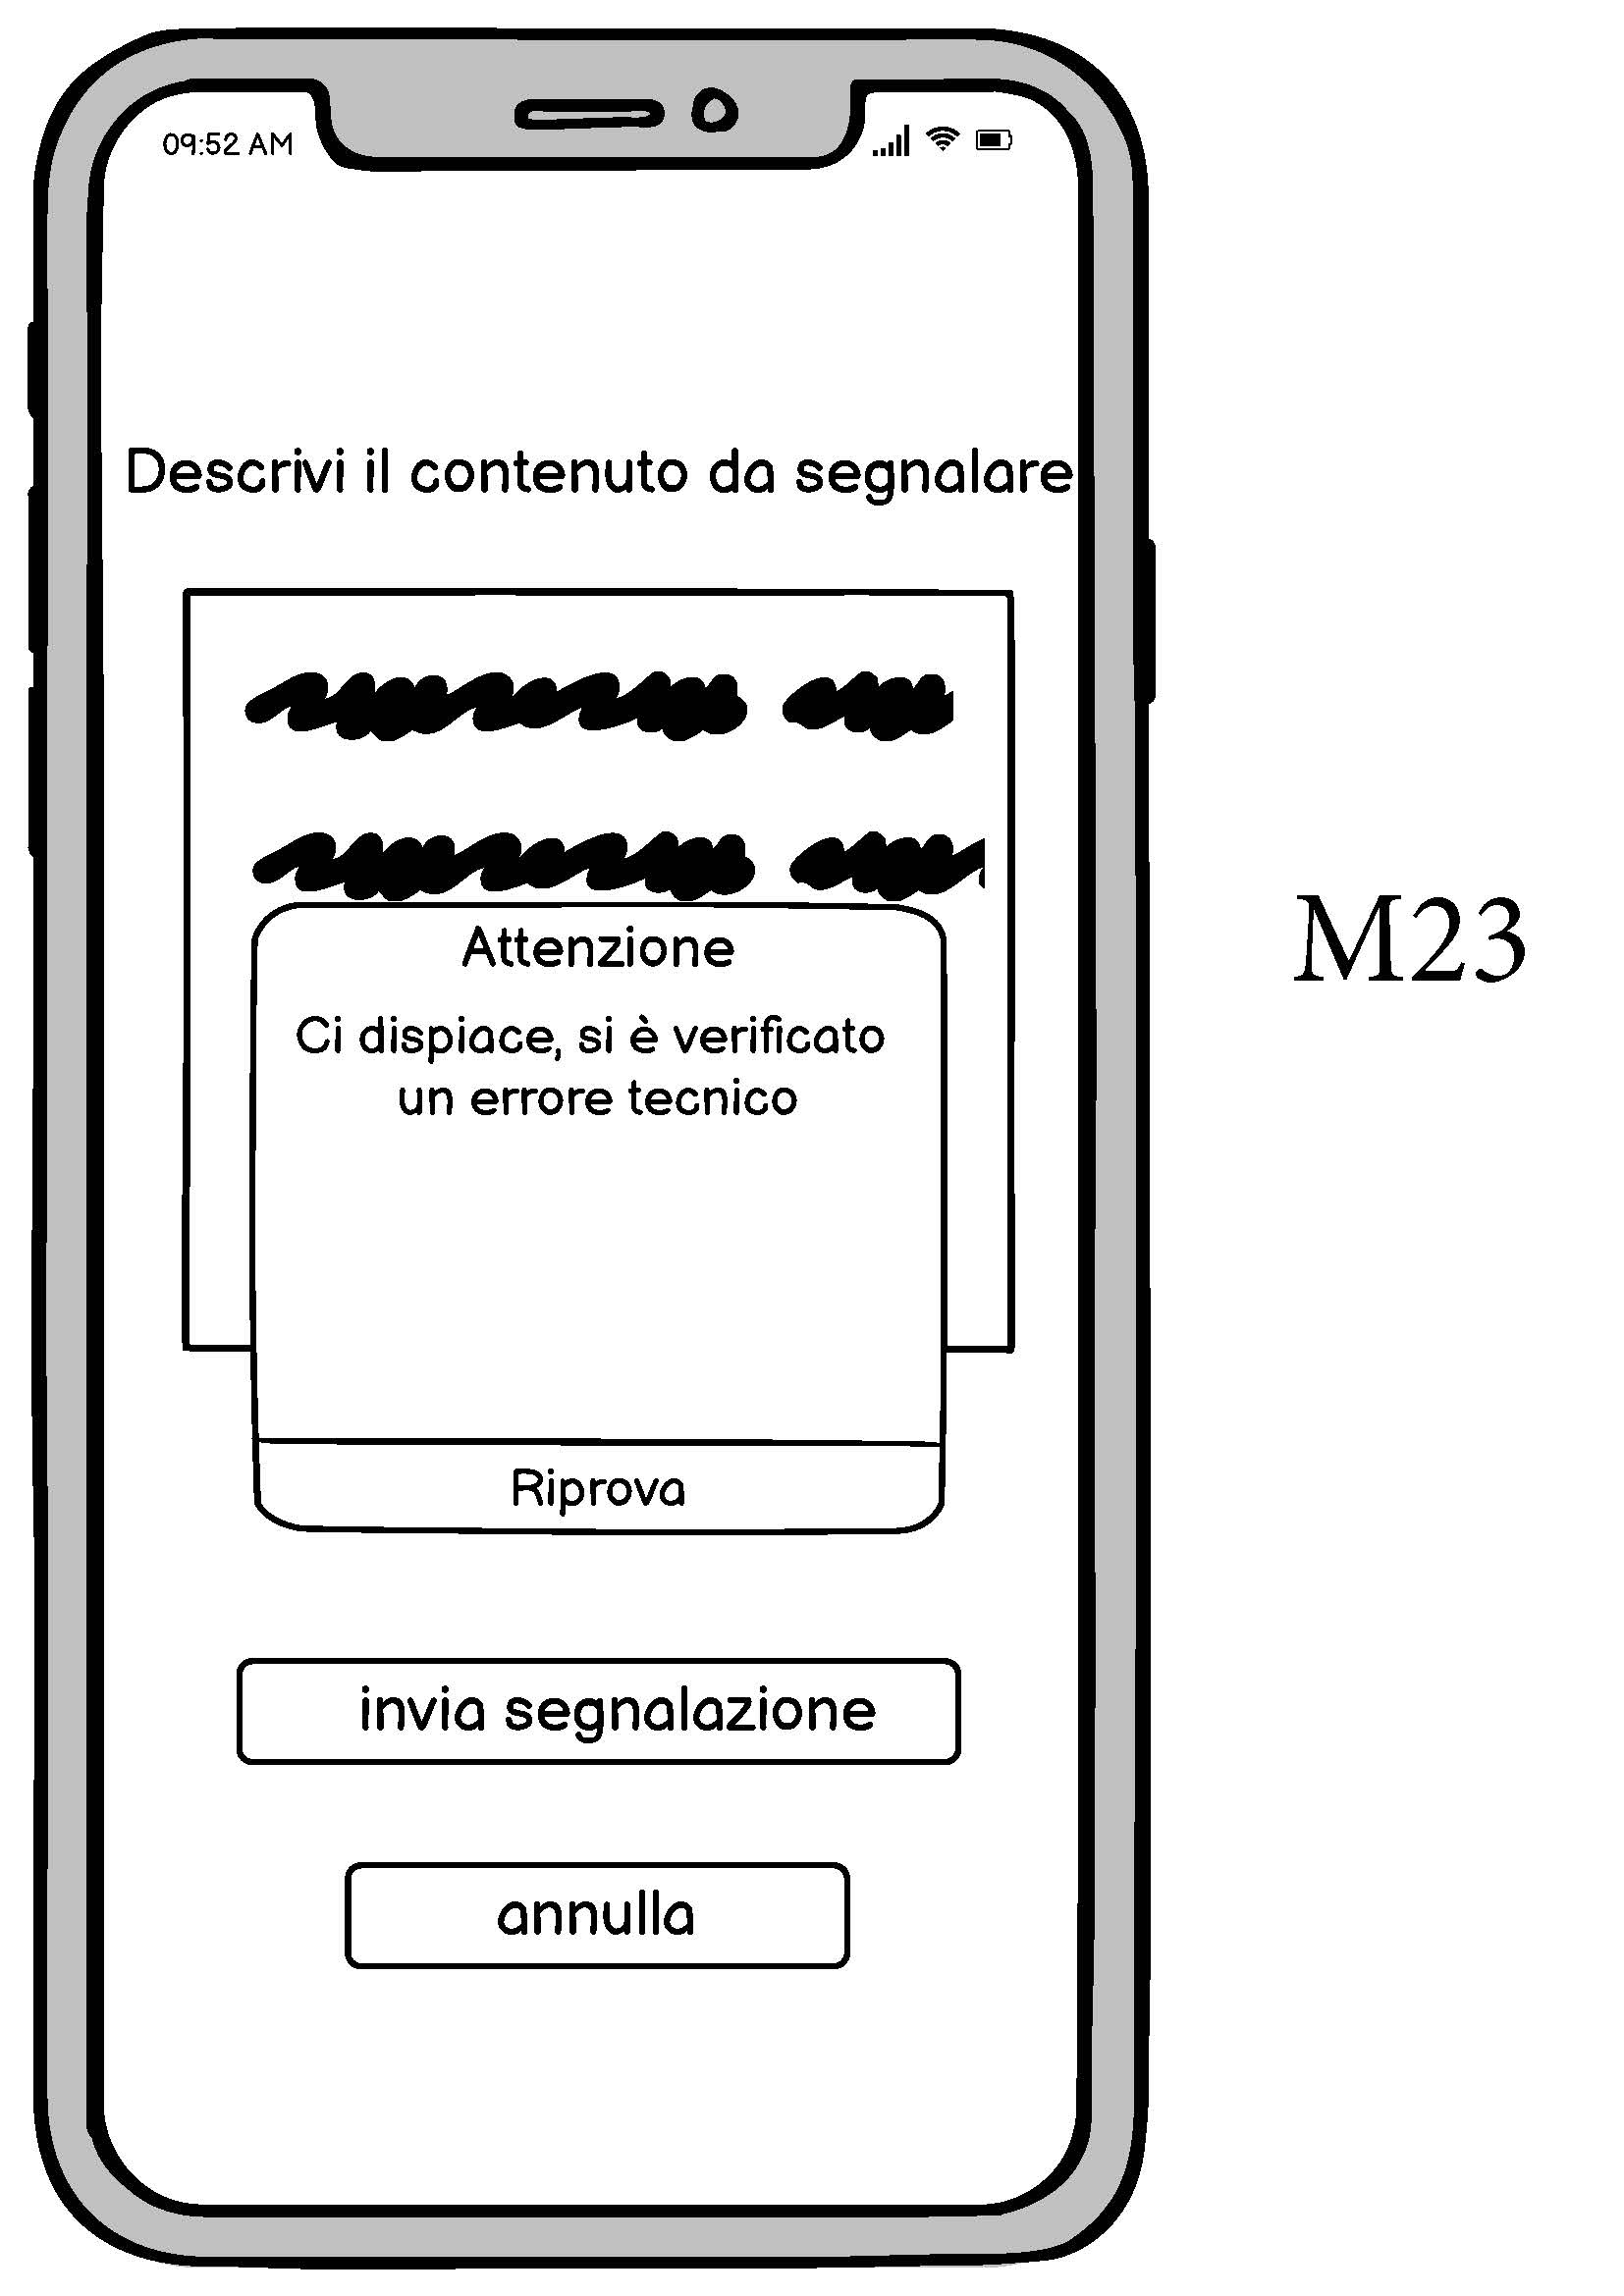 09:52 AM
Descrivi il contenuto da segnalare
Attenzione
Ci dispiace, si è verificato
un errore tecnico
Riprova
invia segnalazione
annulla
M23